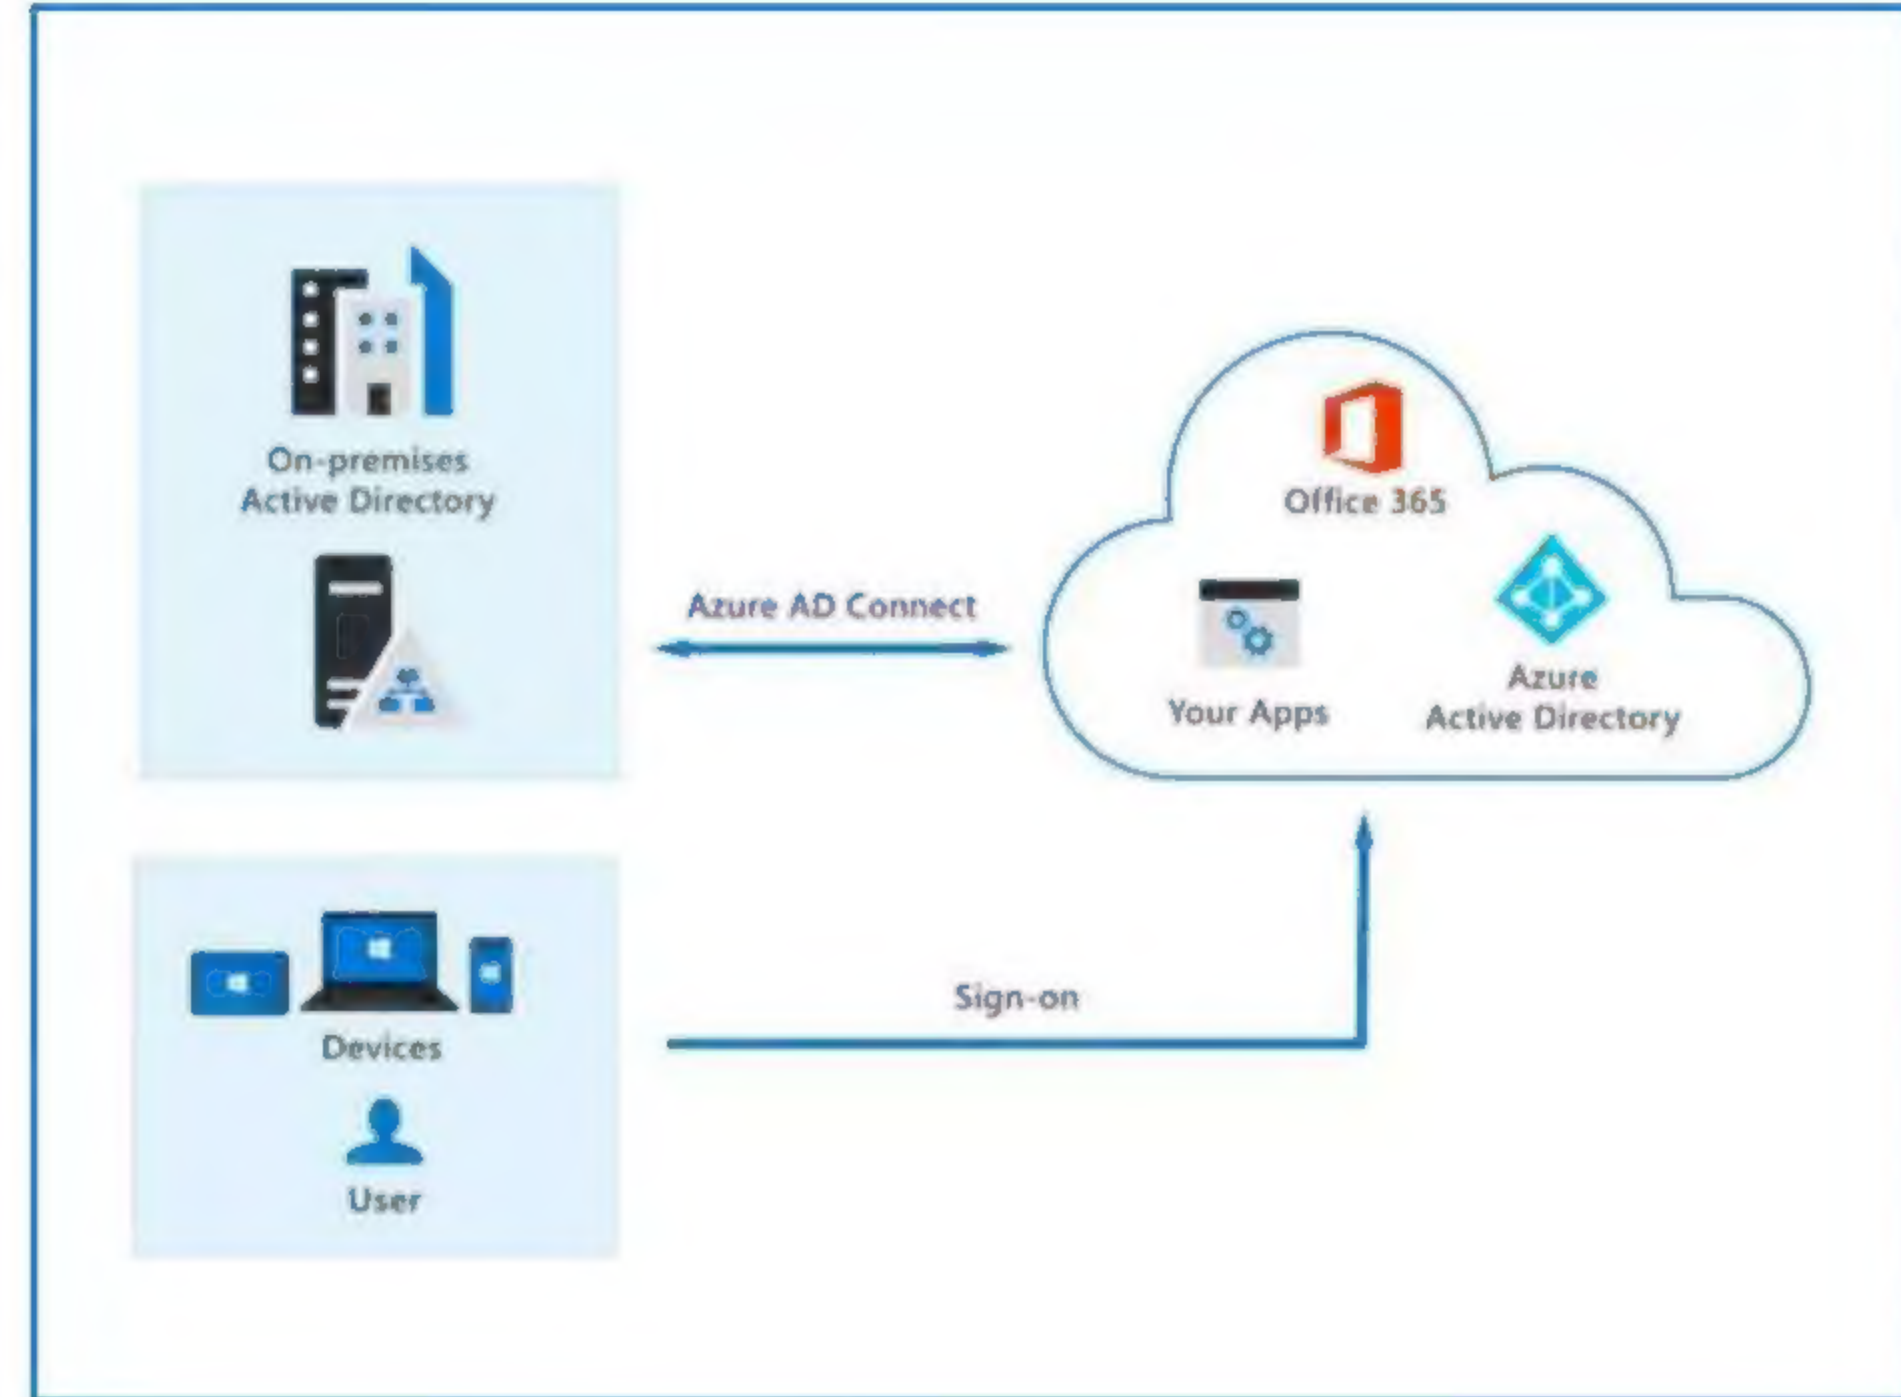 On-premises
Active Directory
Azure AD Connect
Office 365
Your Apps
Azure
Active Directory
Devices
User
Sign-on